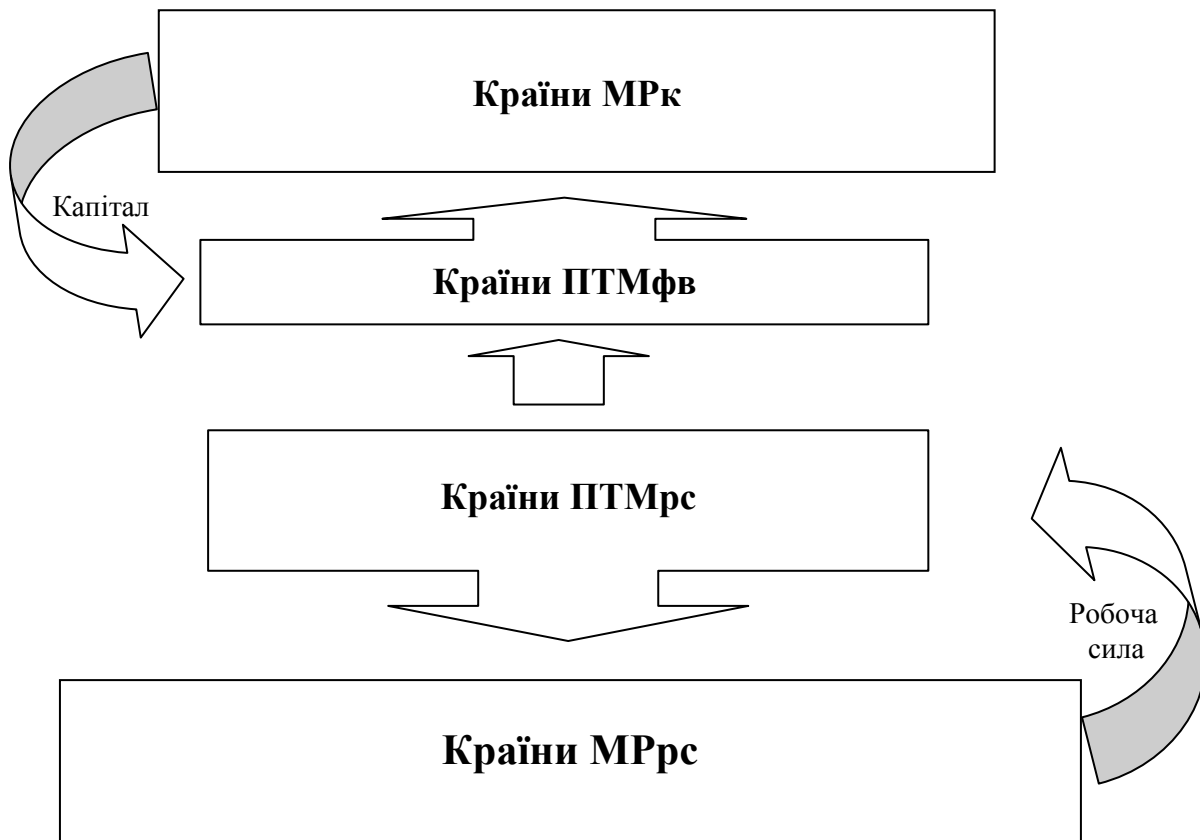 Країни МРк
Капітал
Країни ПТМфв
Країни ПТМрс
Робоча
сила
Країни МРрс